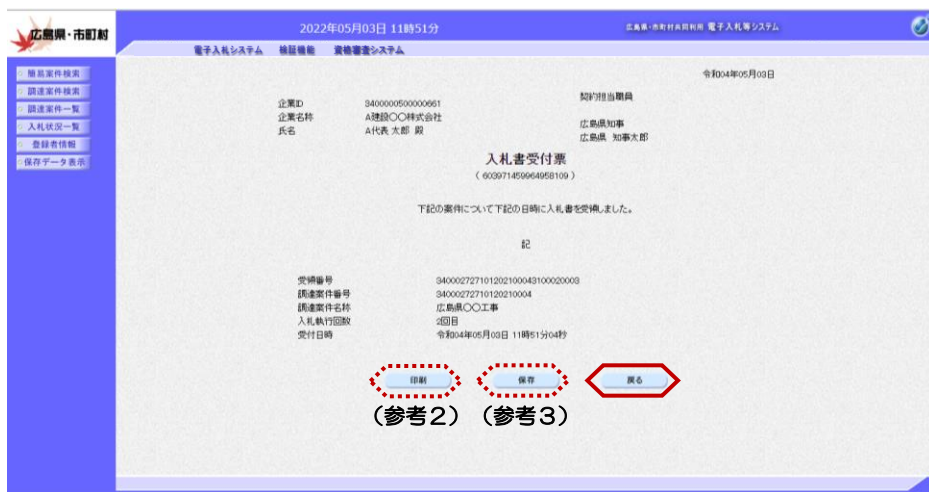 広島県・市町村
2022年05月03日 11時51分
広島県・市町村共同利用 電子入札等システム
電子入札システム 検証機能 資格審査システム
簡易案件検索
調達案件検索
調達案件一覧
入札状況一覧
登録者情報
保存データ表示
令和04年05月03日
企業ID 3400000500000661
企業名称 A建設○○株式会社
氏名 A代表 太郎 殿
契約担当職員
広島県知事
広島県 知事太郎
入札書受付票
( 603971459964958109 )
下記の案件について下記の日時に入札書を受領しました。
記
受領番号 340002727101202100043100020003
調達案件番号 34000272710120210004
調達案件名称 広島県○○工事
入札執行回数 2回目
受付日時 令和04年05月03日 11時51分04秒
印刷 保存 戻る
（参考２） （参考３）